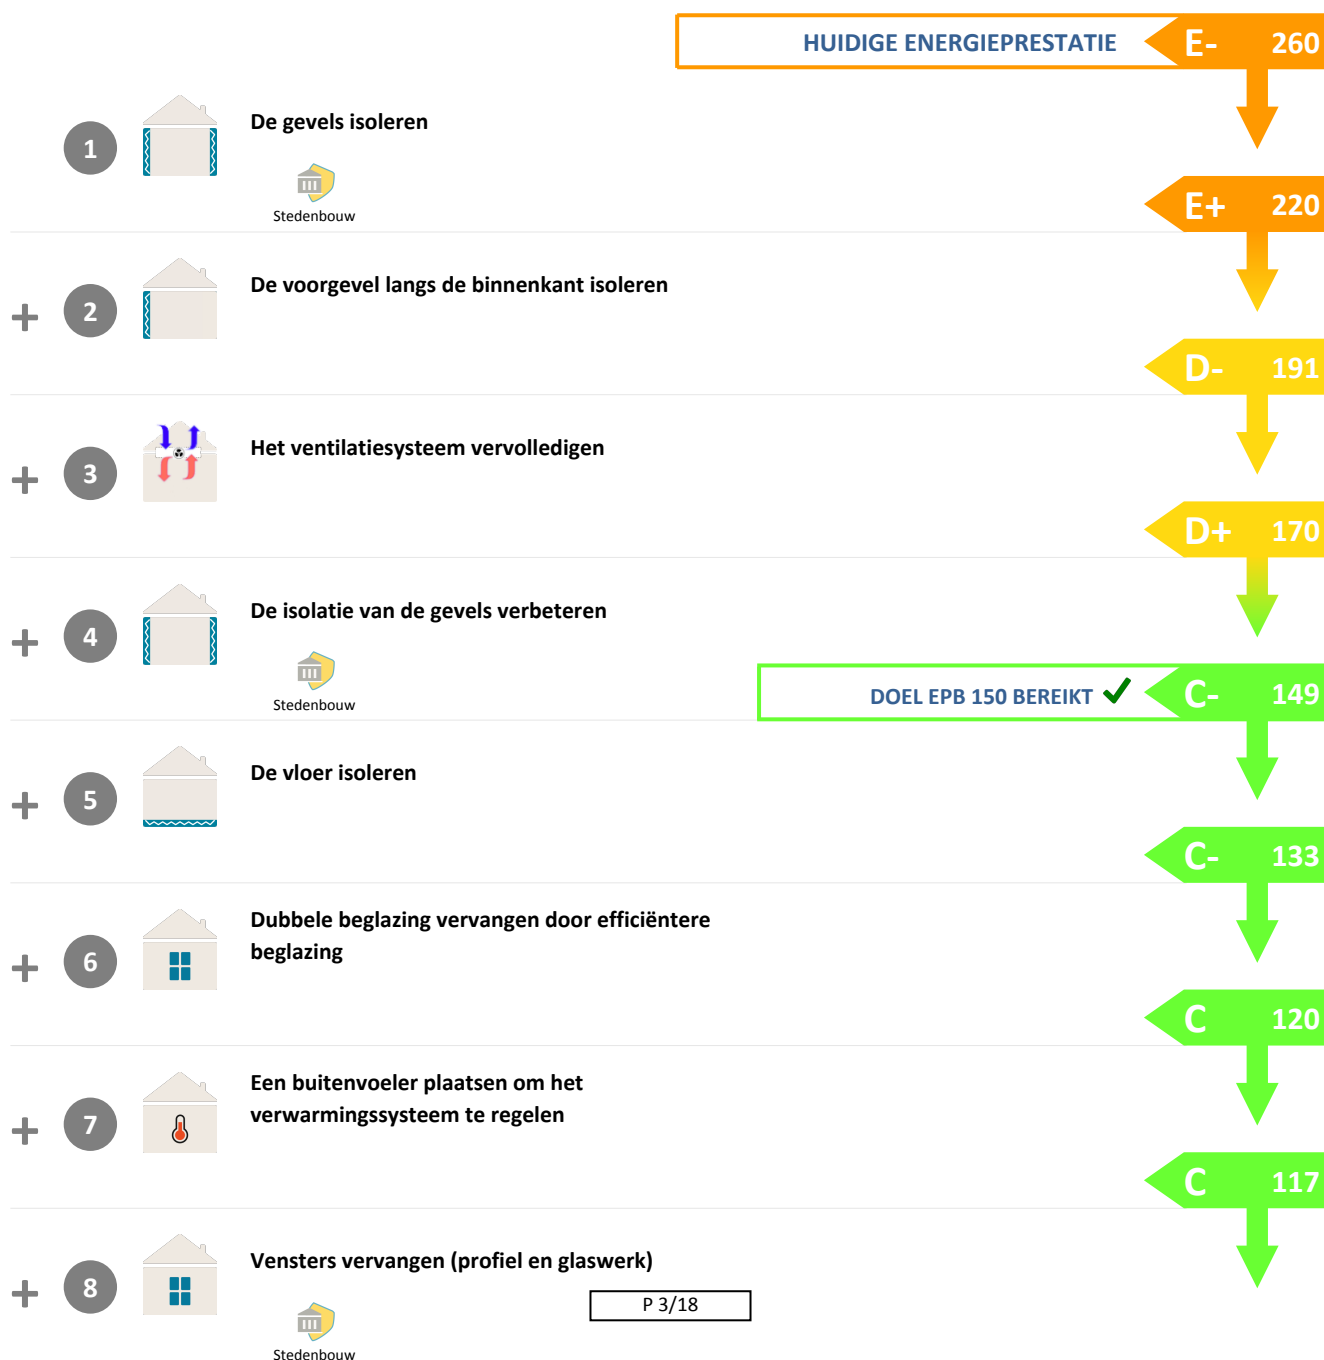 HUIDIGE ENERGIEPRESTATIE E- 260
1 De gevels isoleren
Stedenbouw
E+ 220
+ 2 De voorgevel langs de binnenkant isoleren
D- 191
+ 3 Het ventilatiesysteem vervolledigen
D+ 170
+ 4 De isolatie van de gevels verbeteren
Stedenbouw
DOEL EPB 150 BEREIKT ✔ C- 149
+ 5 De vloer isoleren
C- 133
+ 6 Dubbele beglazing vervangen door efficiëntere
beglazing
C 120
+ 7 Een buitenvoeler plaatsen om het
verwarmingssysteem te regelen
C 117
+ 8 Vensters vervangen (profiel en glaswerk)
P 3/18
Stedenbouw